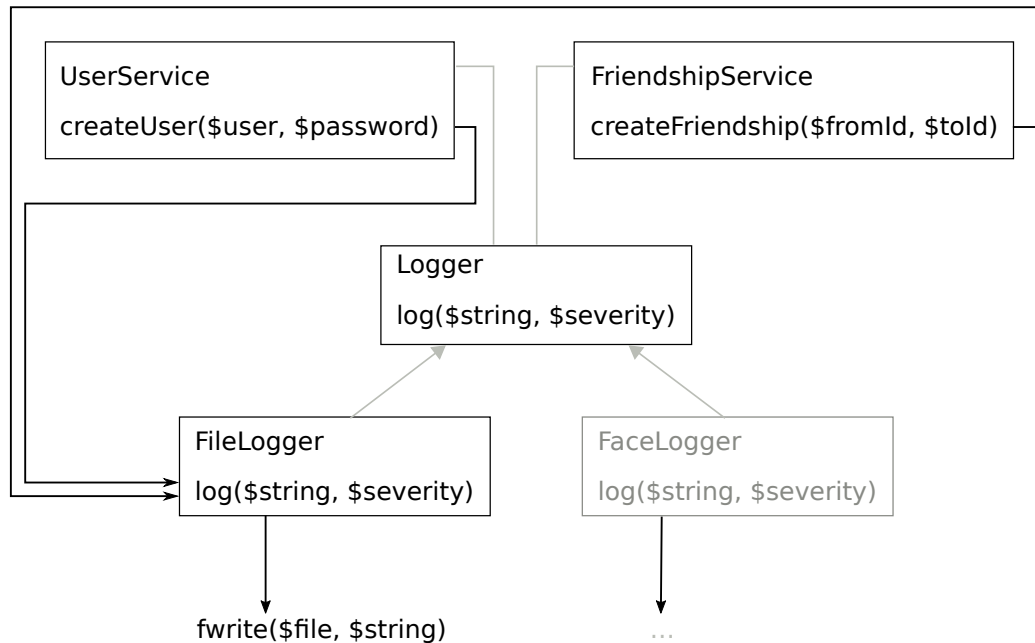 UserService
createUser($user, $password)
FriendshipService
createFriendship($fromId, $toId)
Logger
log($string, $severity)
FileLogger
log($string, $severity)
FaceLogger
log($string, $severity)
fwrite($file, $string)
...